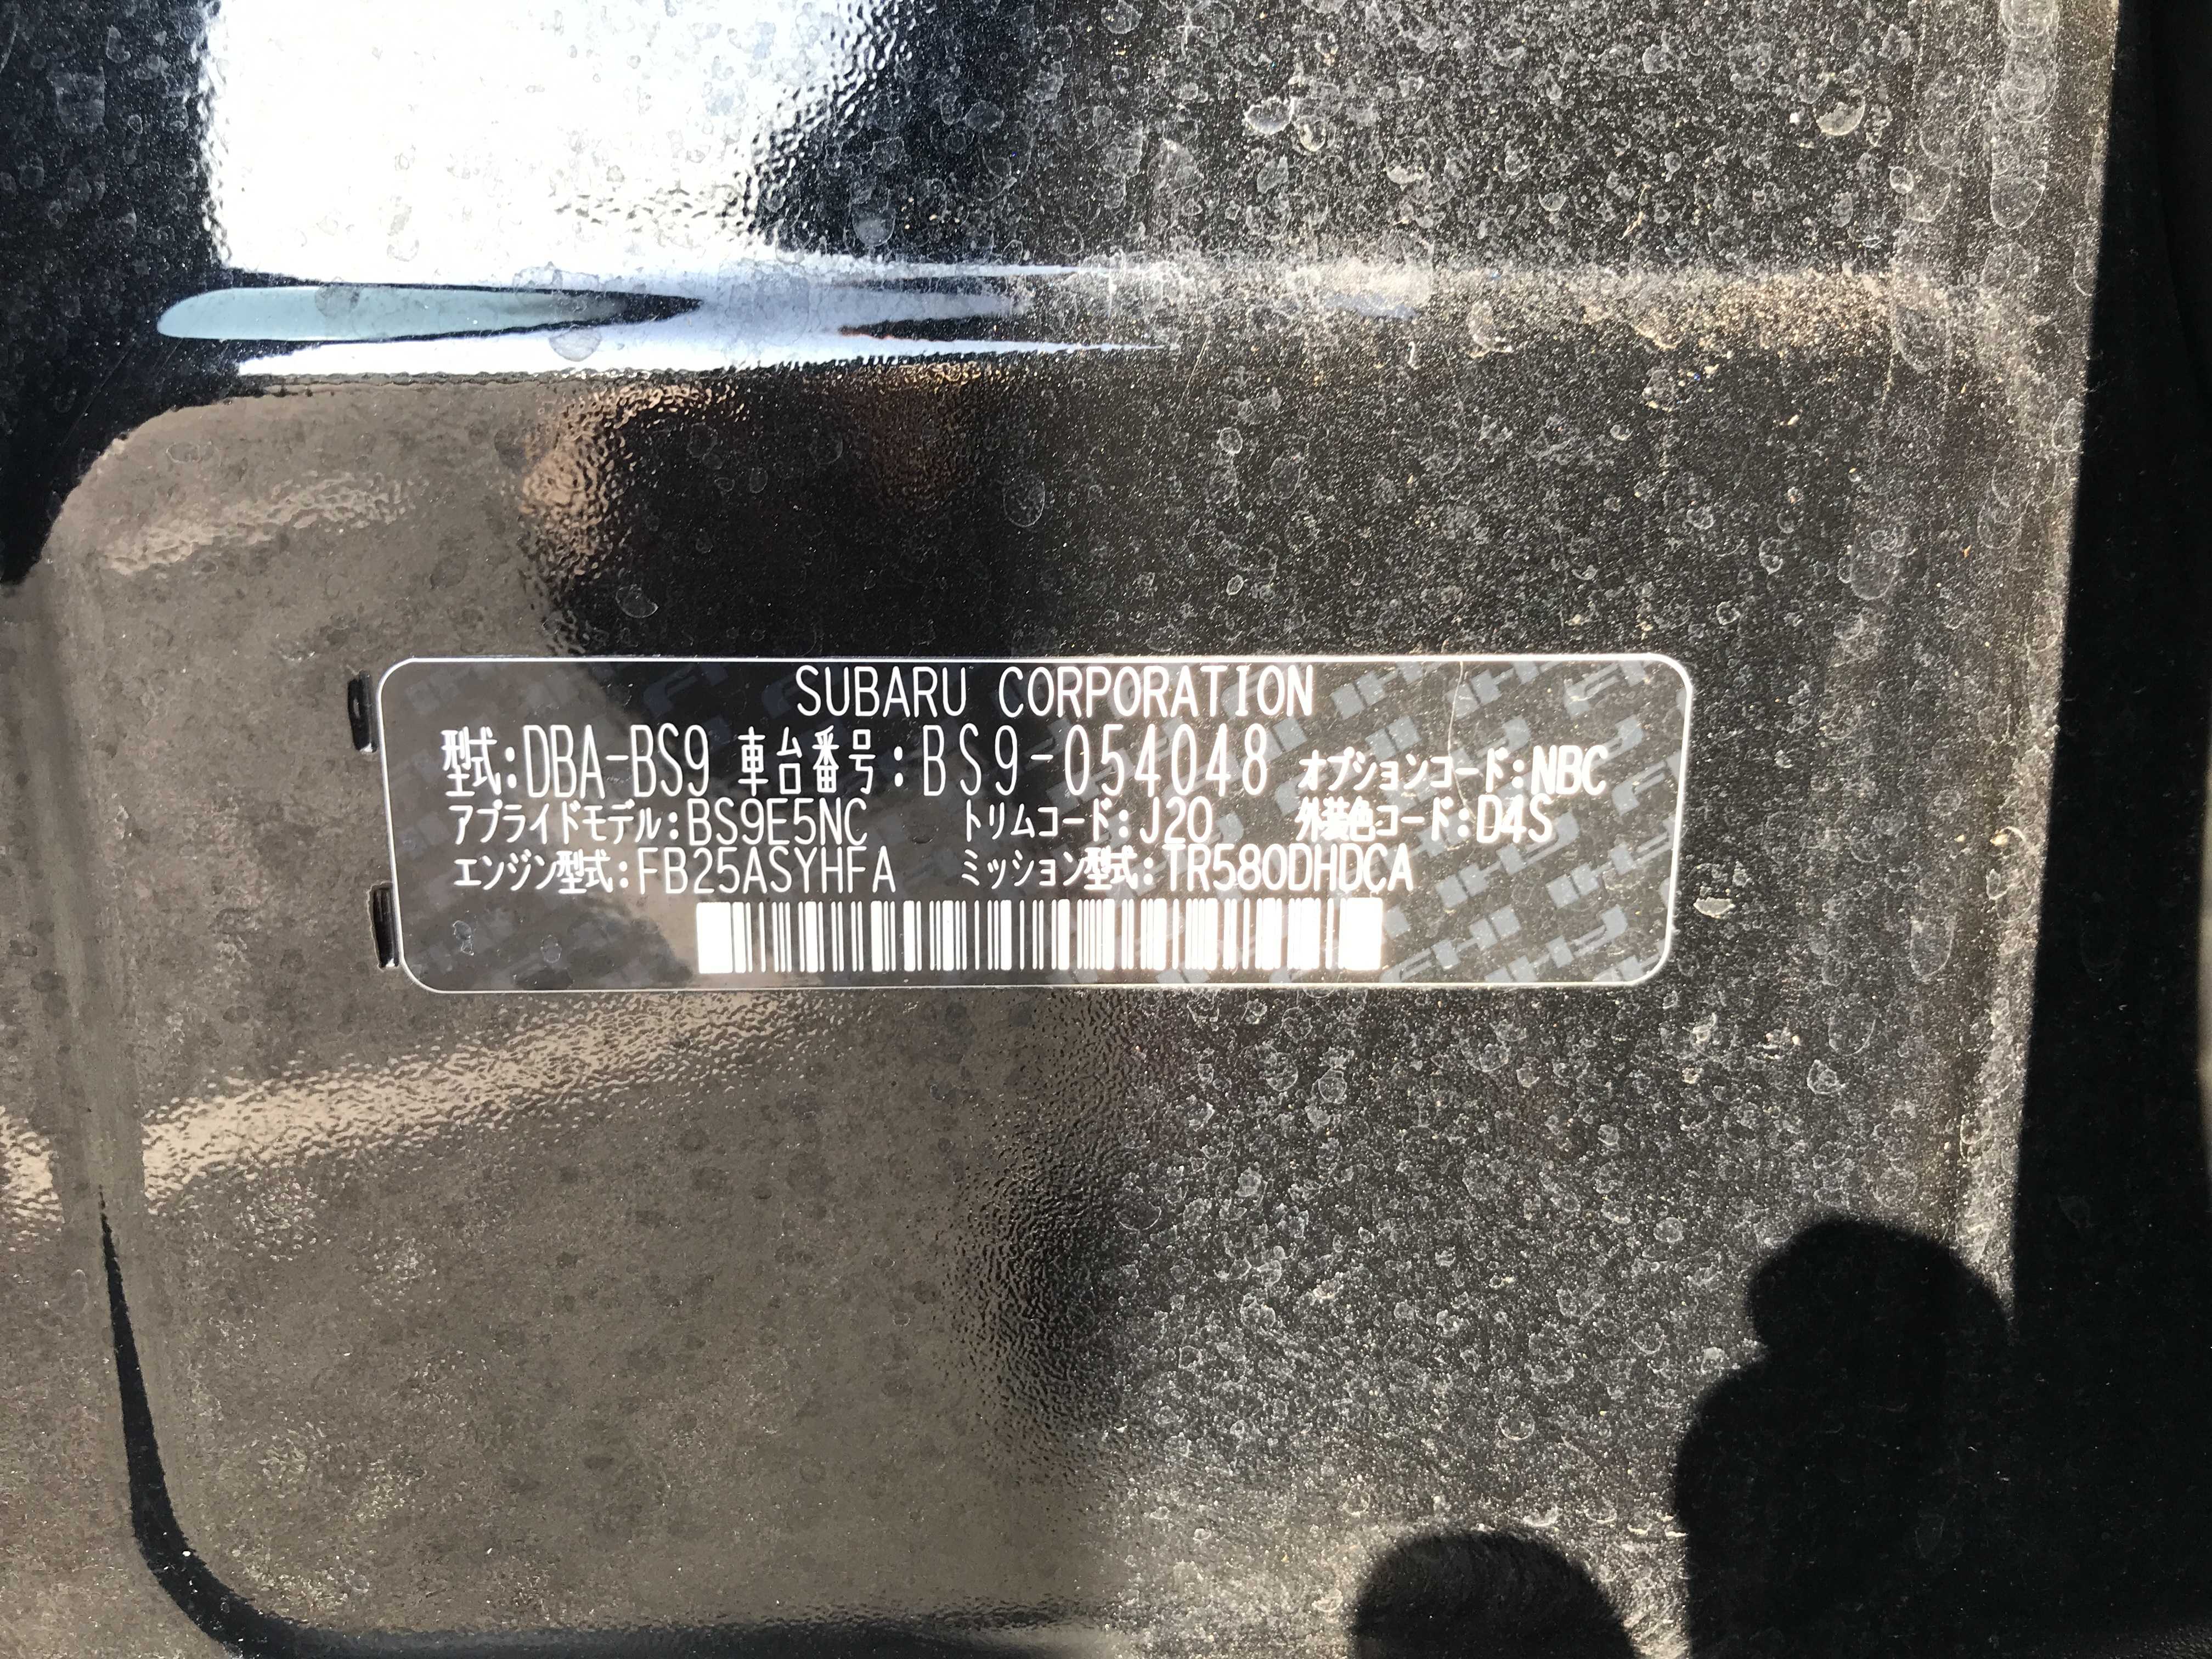 SUBARU CORPORATION
型式:DBA-BS9 車台番号:BS9-054048 オプションコード:NBC
アプライドモデル:BS9E5NC トリムコード:J20 外装色コード:D4S
エンジン型式:FB25ASYHFA ミッション型式:TR580DHDCA